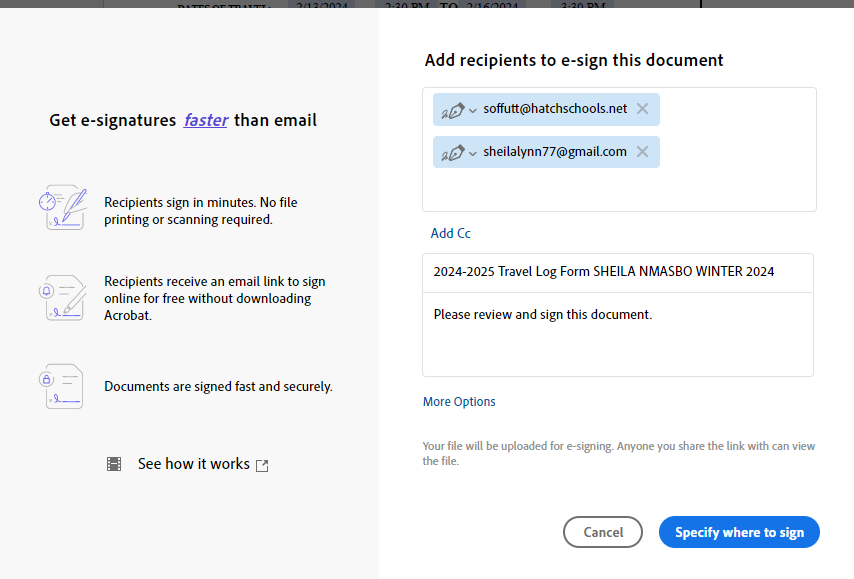 DATES OF TRAVEL: 2/13/2024 2:30 PM TO 2/16/2024 3:30 PM
Get e-signatures faster than email
Recipients sign in minutes. No file
printing or scanning required.
Recipients receive an email link to sign
online for free without downloading
Acrobat.
Documents are signed fast and securely.
See how it works
Add recipients to e-sign this document
soffutt@hatchschools.net
sheilalynn77@gmail.com
Add Cc
2024-2025 Travel Log Form SHEILA NMASBO WINTER 2024
Please review and sign this document.
More Options
Your file will be uploaded for e-signing. Anyone you share the link with can view
the file.
Cancel
Specify where to sign